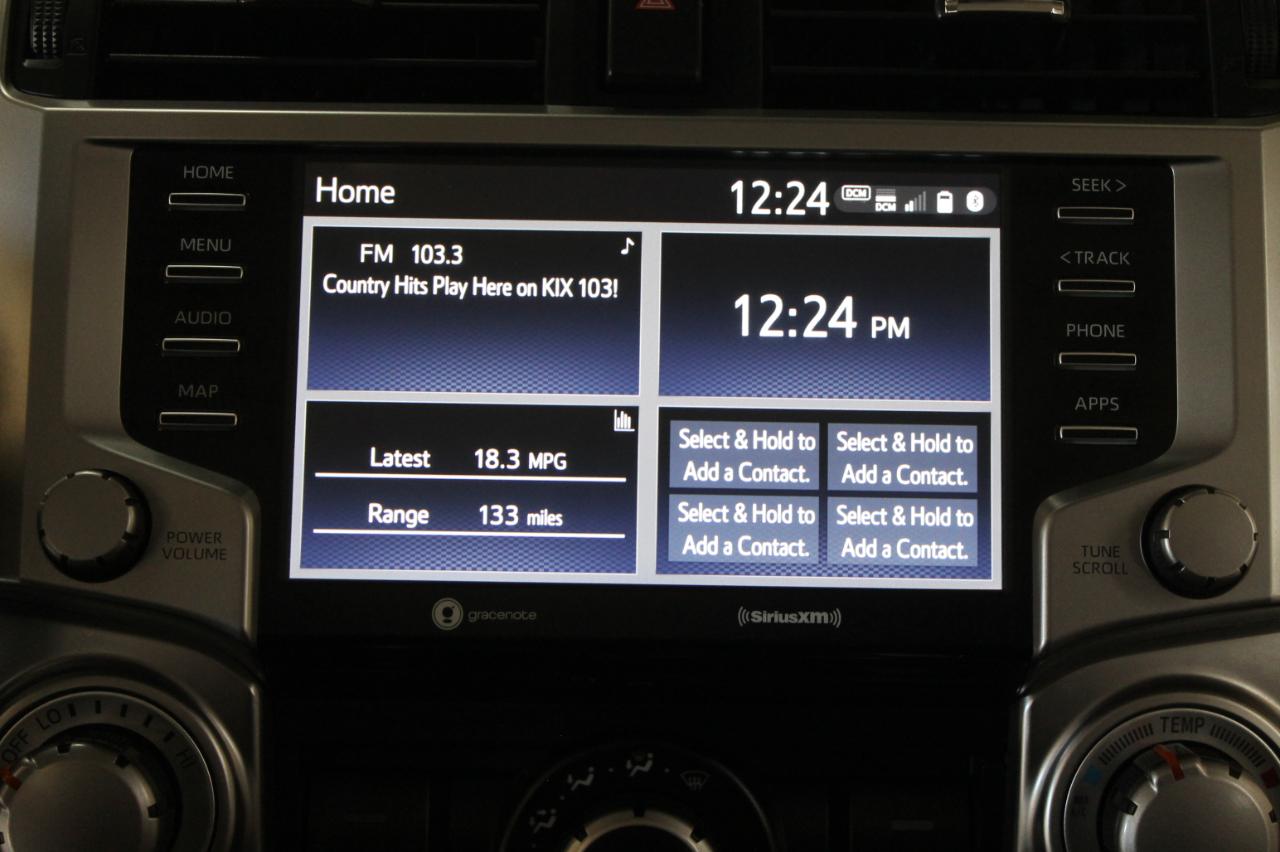 HOME
MENU
AUDIO
MAP
POWER
VOLUME
Home
12:24
DCM
DCM
FM 103.3
Country Hits Play Here on KIX 103!
12:24 PM
Latest 18.3 MPG
Range 133 miles
Select & Hold to
Add a Contact.
Select & Hold to
Add a Contact.
Select & Hold to
Add a Contact.
Select & Hold to
Add a Contact.
SEEK >
< TRACK
PHONE
APPS
TUNE
SCROLL
gracenote
SiriusXM
OFF LO HI
TEMP